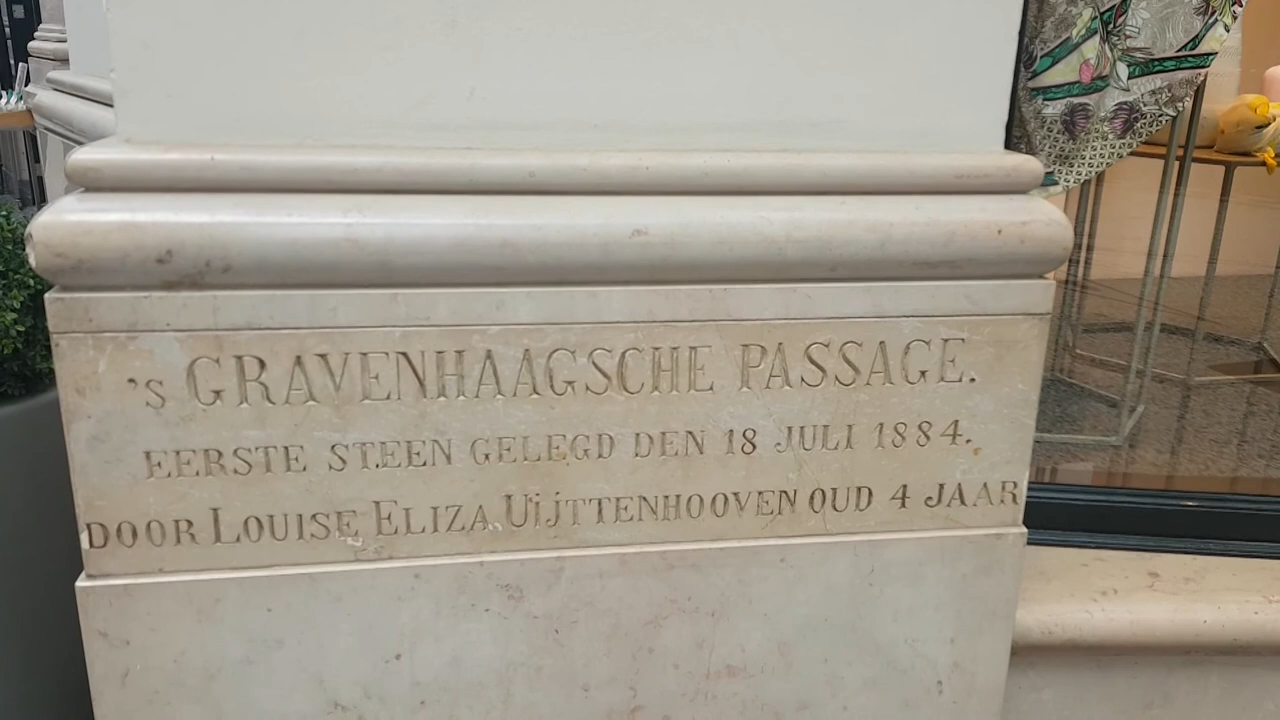 's GRAVENHAAGSCHE PASSAGE.
EERSTE STEEN GELEGD DEN 18 JULI 1884.
DOOR LOUISE ELIZA UIJTTENHOOVEN OUD 4 JAAR